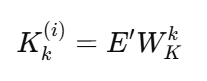 K_k^{(i)} = E'W_K^k